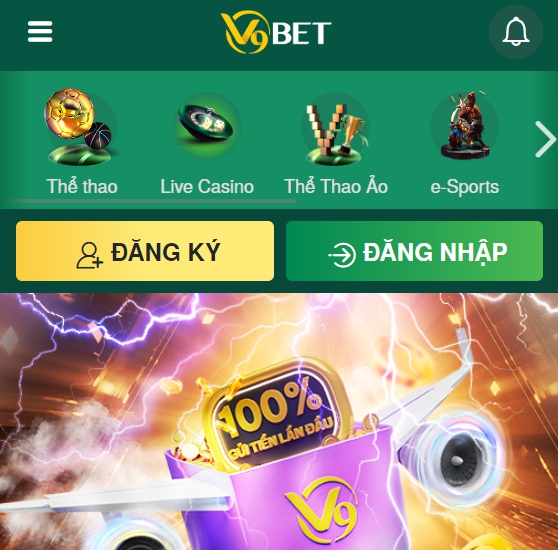 V9BET
Thể thao
Live Casino
Thể Thao Ảo
e-Sports
ĐĂNG KÝ
ĐĂNG NHẬP
100%
GỬI TIỀN LẦN ĐẦU
V9